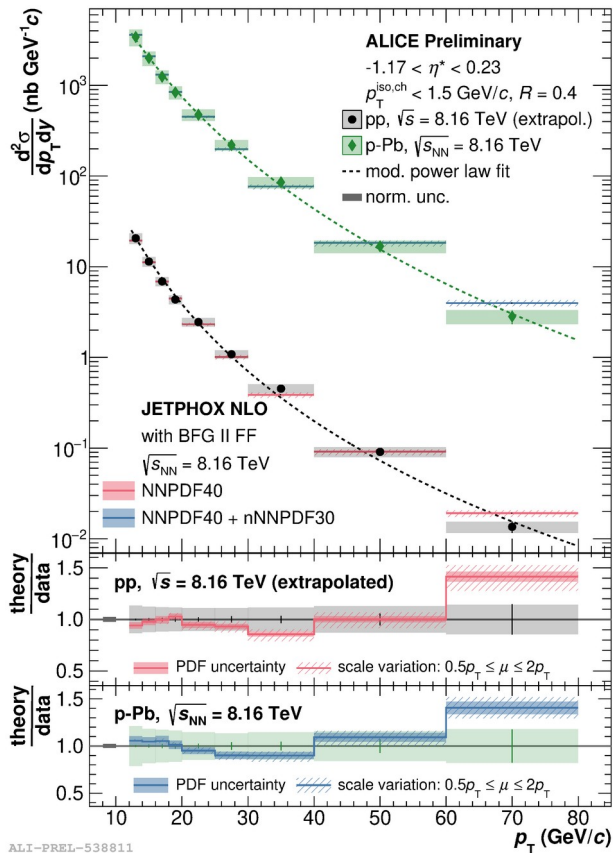 d²σ/dp_T dy (nb GeV⁻¹c)
ALICE Preliminary
-1.17 < η* < 0.23
p_T^iso,ch < 1.5 GeV/c, R = 0.4
pp, √s = 8.16 TeV (extrapol.)
p-Pb, √s_NN = 8.16 TeV
mod. power law fit
norm. unc.
10³
10²
10
1
10⁻¹
10⁻²
JETPHOX NLO
with BFG II FF
√s_NN = 8.16 TeV
NNPDF40
NNPDF40 + nNNPDF30
theory/data
1.5
1.0
0.5
pp, √s = 8.16 TeV (extrapolated)
PDF uncertainty
scale variation: 0.5p_T ≤ μ ≤ 2p_T
theory/data
1.5
1.0
0.5
p-Pb, √s_NN = 8.16 TeV
PDF uncertainty
scale variation: 0.5p_T ≤ μ ≤ 2p_T
10 20 30 40 50 60 70 80
p_T (GeV/c)
ALI-PREL-538811